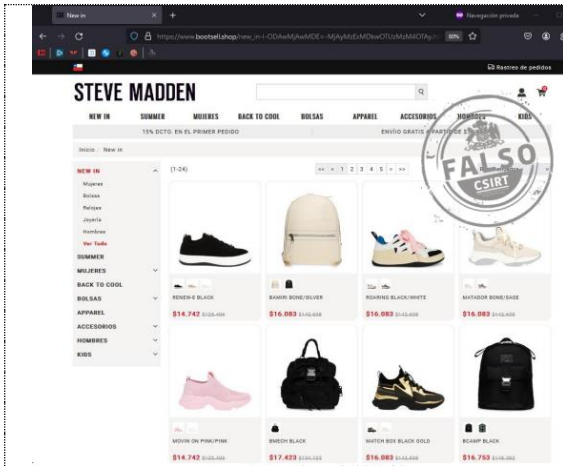 New in
Navegación privada
https://www.bootsell.shop/new_in-l-ODAwMjAwMDE=-MjAyMzExMDkwOTUzMzM4OTAy.
80%
Rastreo de pedidos
STEVE MADDEN
NEW IN SUMMER MUJERES BACK TO COOL BOLSAS APPAREL ACCESORIOS HOMBRES KIDS
15% DCTO. EN EL PRIMER PEDIDO
ENVÍO GRATIS A PARTIR DE
FALSO
CSIRT
Inicio / New in
(1-24)
<< < 1 2 3 4 5 > >>
NEW IN
Mujeres
Bolsas
Relojes
Joyería
Hombres
Ver Todo
SUMMER
MUJERES
BACK TO COOL
BOLSAS
APPAREL
ACCESORIOS
HOMBRES
KIDS
RENEW-E BLACK
$14.742
BAMIRI BONE/SILVER
$16.083
ROARING BLACK/WHITE
$16.083
MATADOR BONE/SAGE
$16.083
MOVIN ON PINK/PINK
$14.742
BMECH BLACK
$17.423
MATCH BOX BLACK GOLD
$16.083
BCAMP BLACK
$16.753